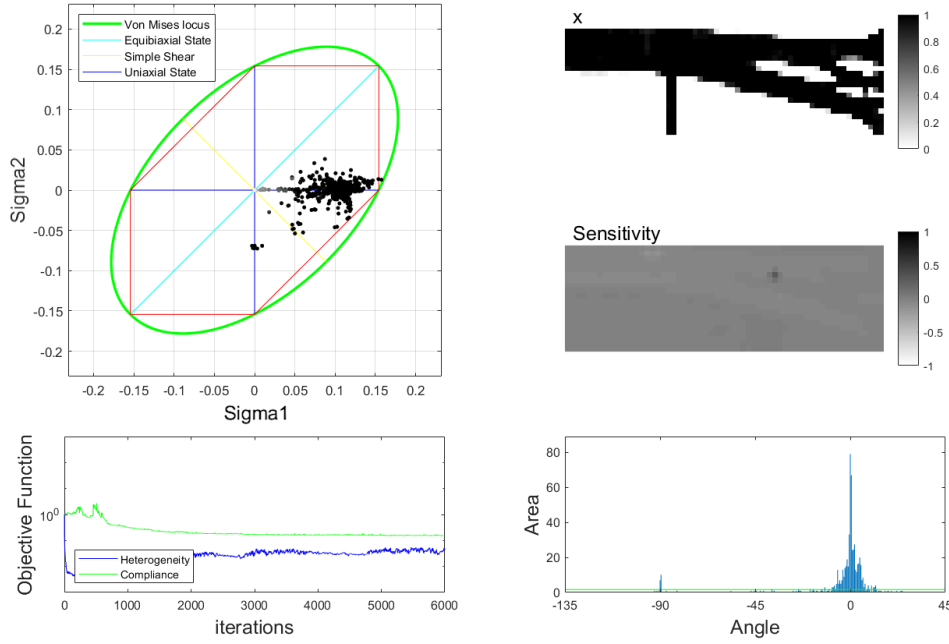 Von Mises locus
Equibiaxial State
Simple Shear
Uniaxial State
0.2
0.15
0.1
0.05
0
-0.05
-0.1
-0.15
-0.2
Sigma2
-0.2 -0.15 -0.1 -0.05 0 0.05 0.1 0.15 0.2
Sigma1
x
1
0.8
0.6
0.4
0.2
0
Sensitivity
1
0.5
0
-0.5
-1
Objective Function
10^0
Heterogeneity
Compliance
0 1000 2000 3000 4000 5000 6000
iterations
Area
80
60
40
20
0
-135 -90 -45 0 45
Angle